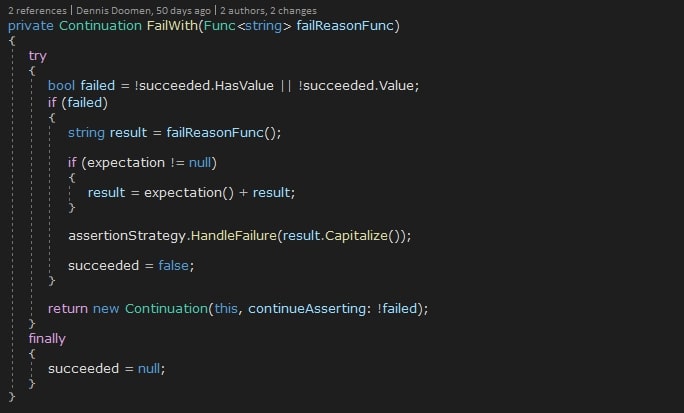 2 references | Dennis Doomen, 50 days ago | 2 authors, 2 changes
private Continuation FailWith(Func<string> failReasonFunc)
{
try
{
bool failed = !succeeded.HasValue || !succeeded.Value;
if (failed)
{
string result = failReasonFunc();
if (expectation != null)
{
result = expectation() + result;
}
assertionStrategy.HandleFailure(result.Capitalize());
succeeded = false;
}
return new Continuation(this, continueAsserting: !failed);
}
finally
{
succeeded = null;
}
}